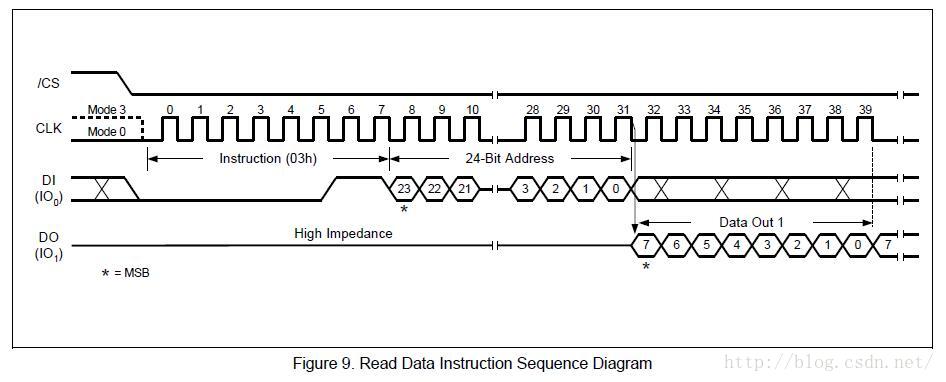 /CS
Mode 3 0 1 2 3 4 5 6 7 8 9 10 28 29 30 31 32 33 34 35 36 37 38 39
CLK Mode 0
Instruction (03h) 24-Bit Address
DI 23 22 21 3 2 1 0
(IO0)
* Data Out 1
High Impedance
DO 7 6 5 4 3 2 1 0 7
(IO1)
* = MSB *
Figure 9. Read Data Instruction Sequence Diagram
http://blog.csdn.net/